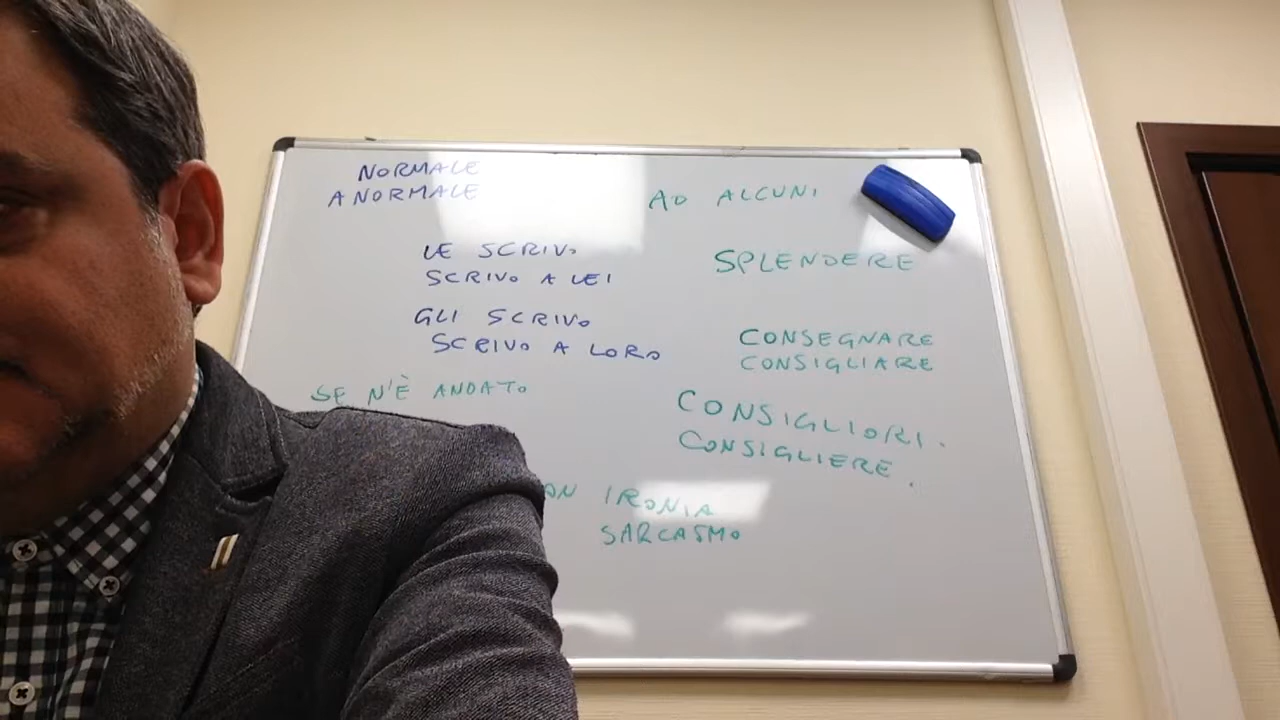 NORMALE
ANORMALE
AD ALCUNI
LE SCRIVO
SCRIVO A LEI
SPLENDERE
GLI SCRIVO
SCRIVO A LORO
CONSEGNARE
CONSIGLIARE
SE N'È ANDATO
CONSIGLIORI.
CONSIGLIERE.
IRONIA
SARCASMO